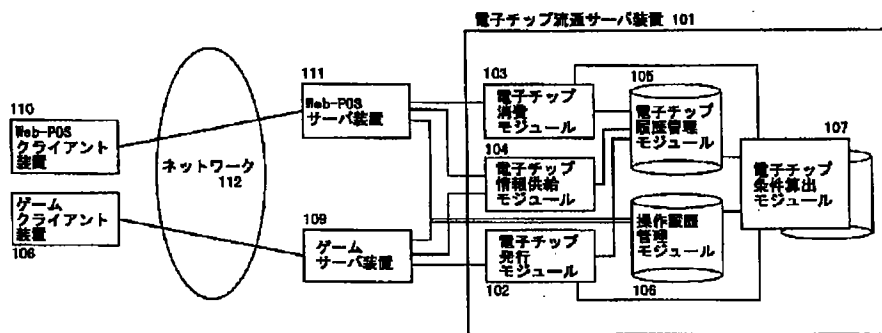 電子チップ流通サーバ装置 101
110
Web-POS
クライアント
装置
ゲーム
クライアント
装置
108
ネットワーク
112
111
Web-POS
サーバ装置
109
ゲーム
サーバ装置
103
電子チップ
消費
モジュール
104
電子チップ
情報供給
モジュール
電子チップ
発行
モジュール
102
105
電子チップ
履歴管理
モジュール
操作履歴
管理
モジュール
106
107
電子チップ
条件算出
モジュール